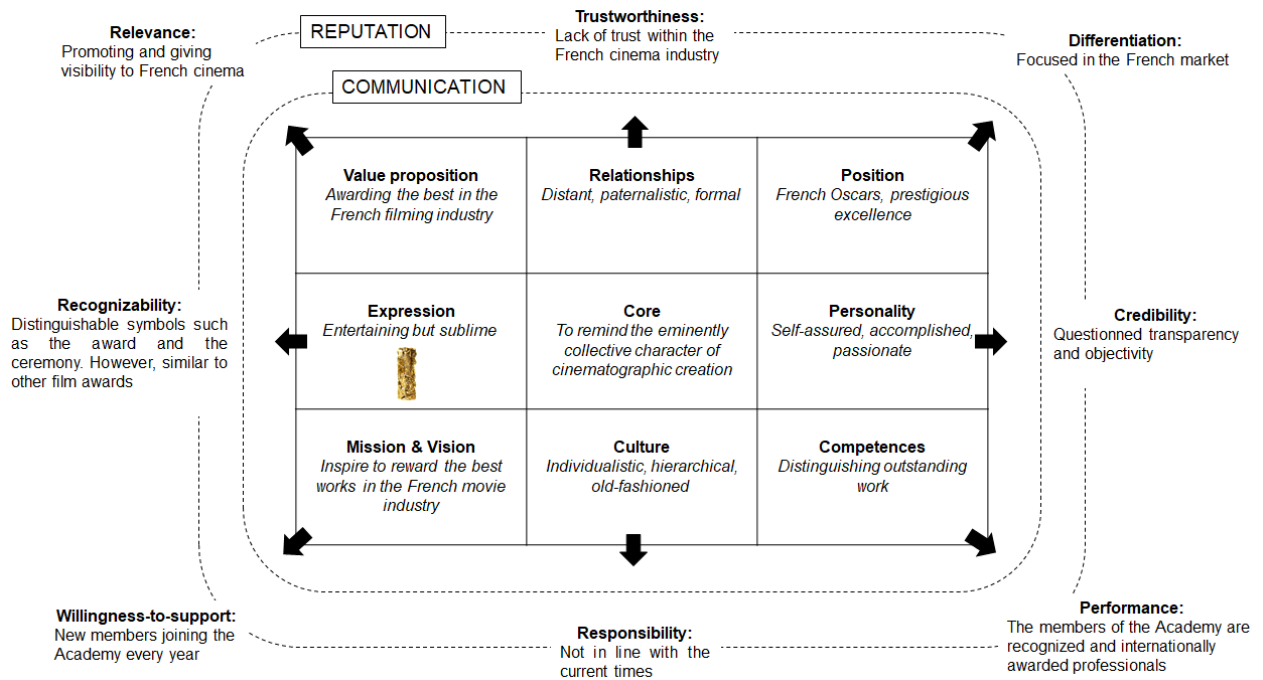 REPUTATION
COMMUNICATION
Relevance:
Promoting and giving
visibility to French cinema
Trustworthiness:
Lack of trust within the
French cinema industry
Differentiation:
Focused in the French market
Value proposition
Awarding the best in the
French filming industry
Relationships
Distant, paternalistic, formal
Position
French Oscars, prestigious
excellence
Recognizability:
Distinguishable symbols such
as the award and the
ceremony. However, similar to
other film awards
Expression
Entertaining but sublime
Core
To remind the eminently
collective character of
cinematographic creation
Personality
Self-assured, accomplished,
passionate
Credibility:
Questionned transparency
and objectivity
Mission & Vision
Inspire to reward the best
works in the French movie
industry
Culture
Individualistic, hierarchical,
old-fashioned
Competences
Distinguishing outstanding
work
Willingness-to-support:
New members joining the
Academy every year
Responsibility:
Not in line with the
current times
Performance:
The members of the Academy are
recognized and internationally
awarded professionals